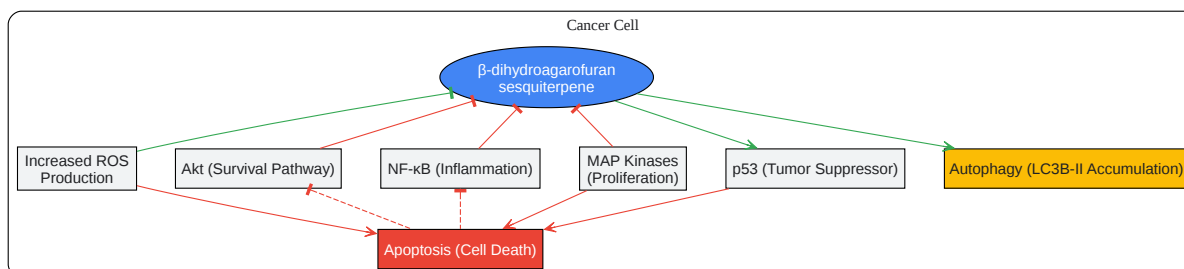 Cancer Cell
β-dihydroagarofuran
sesquiterpene
Increased ROS
Production
Akt (Survival Pathway)
NF-κB (Inflammation)
MAP Kinases
(Proliferation)
p53 (Tumor Suppressor)
Autophagy (LC3B-II Accumulation)
Apoptosis (Cell Death)